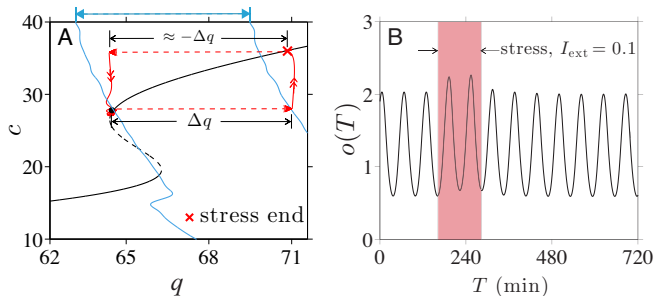 A
≈ −Δq
Δq
× stress end
40
30
c
20
10
62
65
68
71
q
B
stress, I_ext = 0.1
3
2
o(T)
1
0
0
240
480
720
T (min)